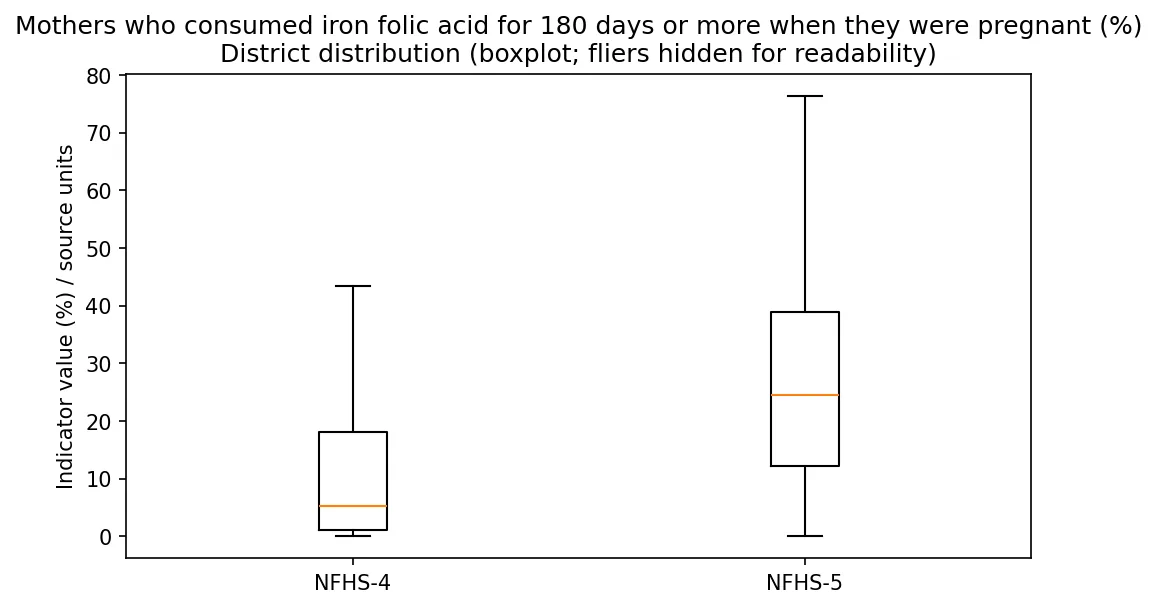 Mothers who consumed iron folic acid for 180 days or more when they were pregnant (%)
District distribution (boxplot; fliers hidden for readability)
Indicator value (%) / source units
80
70
60
50
40
30
20
10
0
NFHS-4
NFHS-5